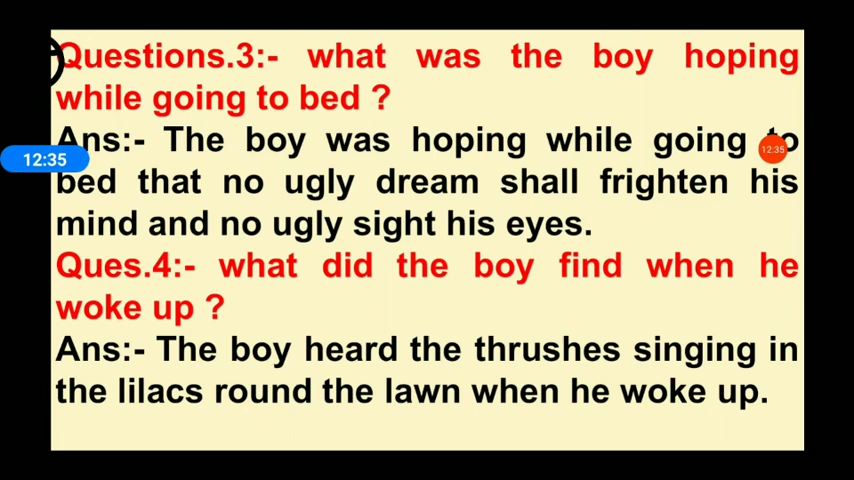 Questions.3:- what was the boy hoping
while going to bed ?
Ans:- The boy was hoping while going to
12:35
12:35
bed that no ugly dream shall frighten his
mind and no ugly sight his eyes.
Ques.4:- what did the boy find when he
woke up ?
Ans:- The boy heard the thrushes singing in
the lilacs round the lawn when he woke up.